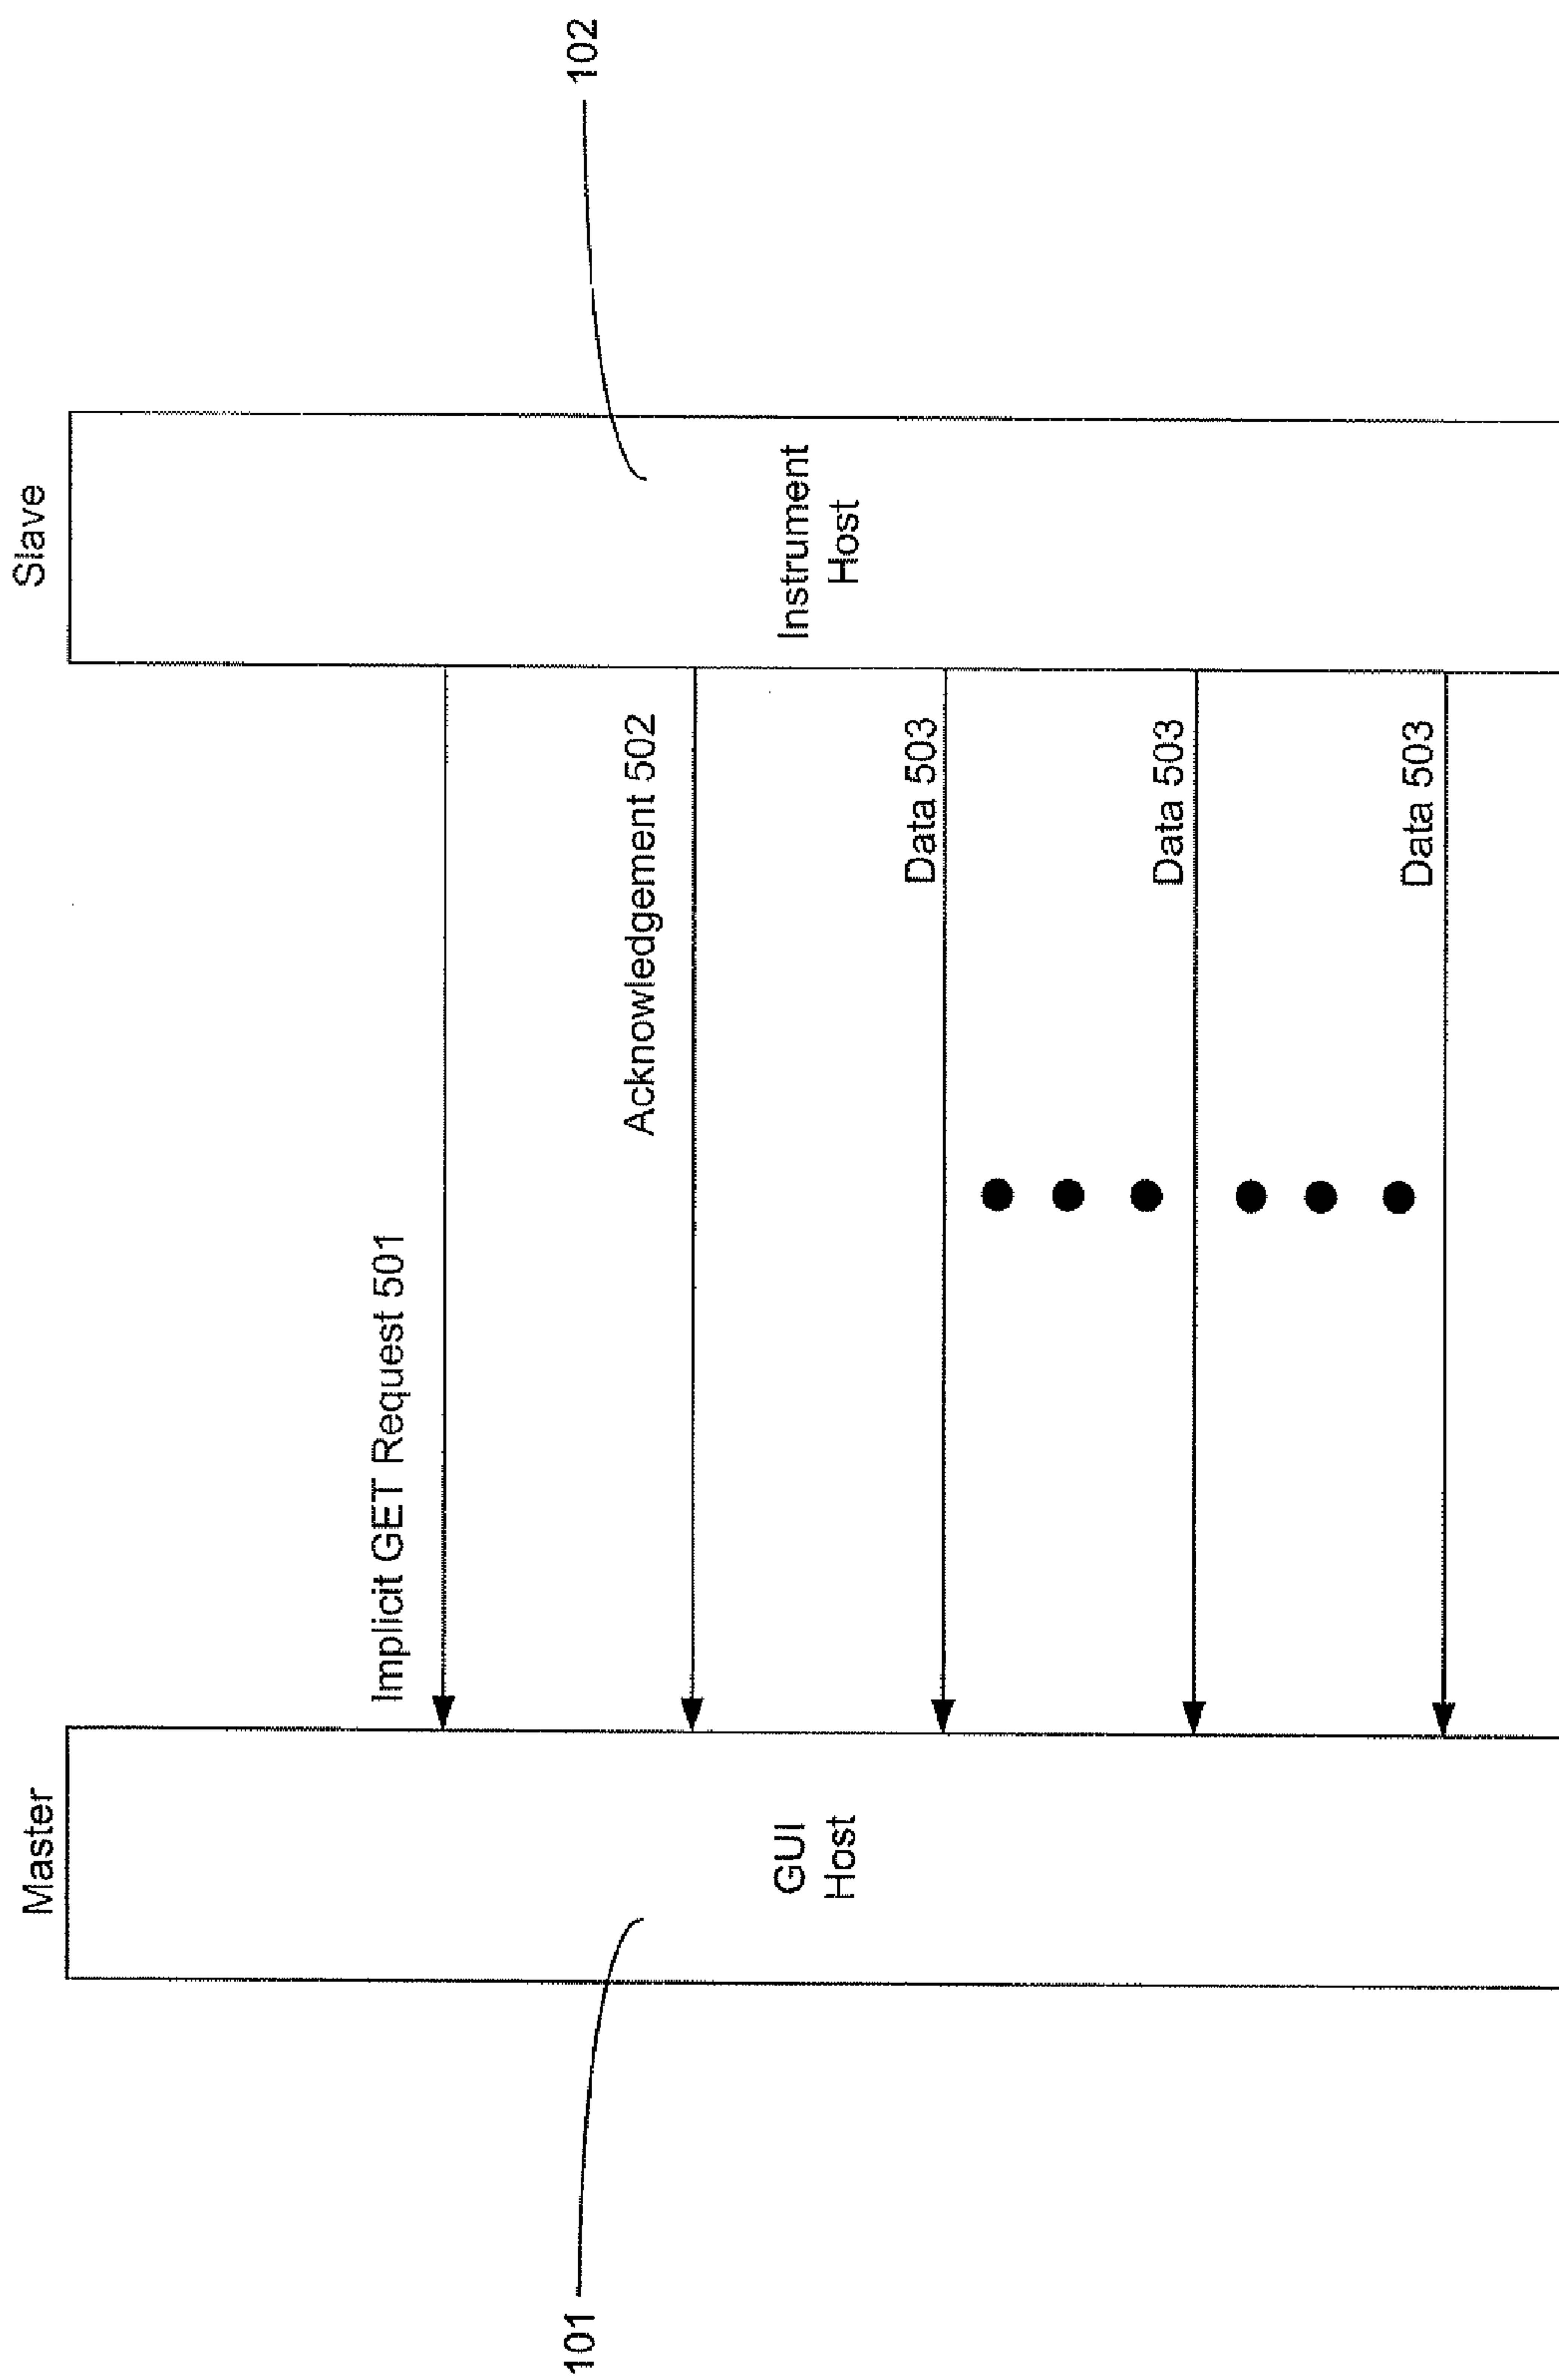 Master
Slave
101
102
GUI
Host
Instrument
Host
Implicit GET Request 501
Acknowledgement 502
Data 503
Data 503
Data 503